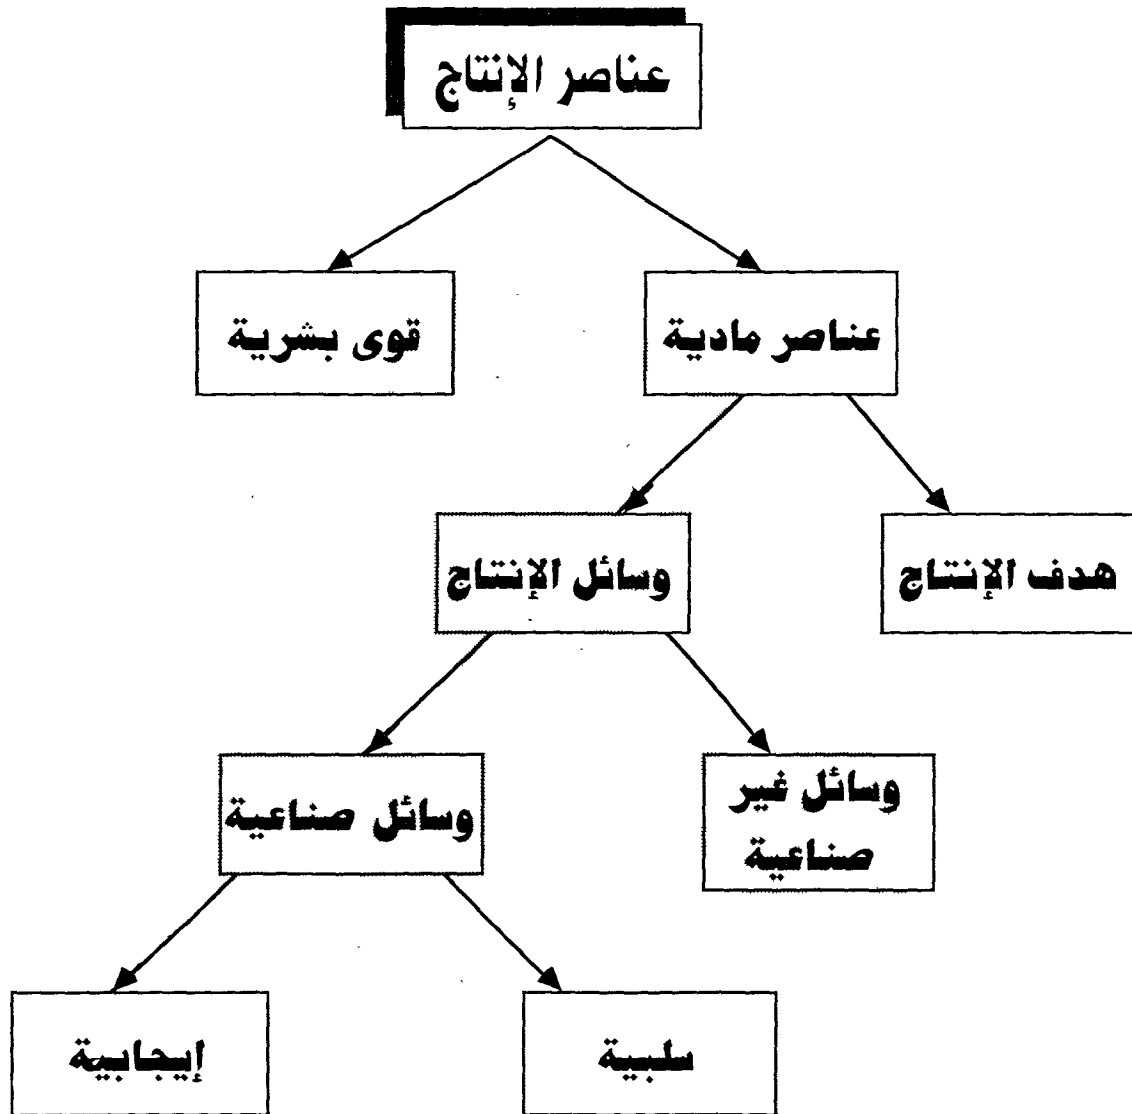 عناصر الإنتاج
عناصر مادية
قوى بشرية
هدف الإنتاج
وسائل الإنتاج
وسائل غير
صناعية
وسائل صناعية
سلبية
إيجابية